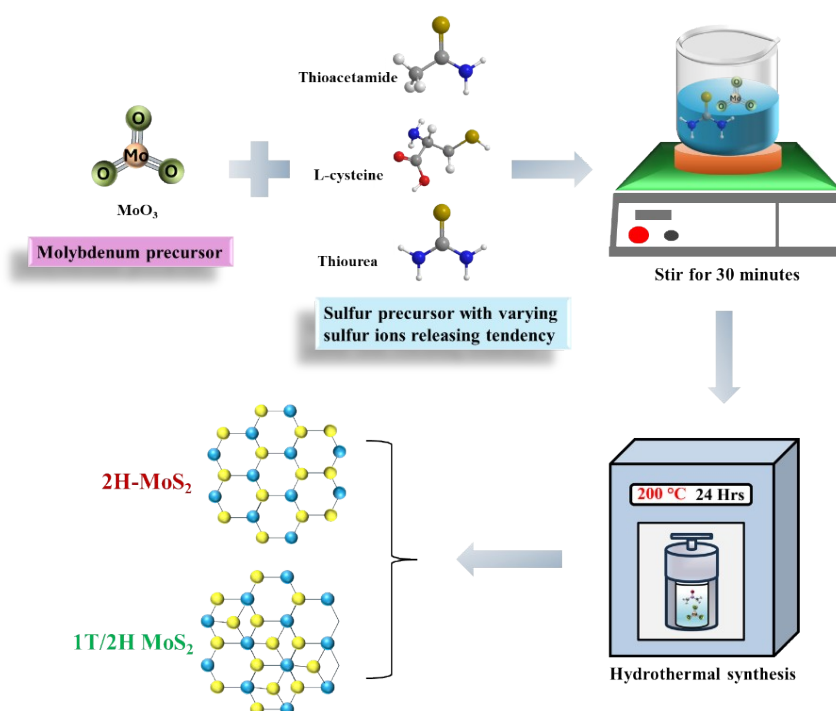 Thioacetamide
O
O
Mo
O
MoO₃
Molybdenum precursor
L-cysteine
Thiourea
Sulfur precursor with varying
sulfur ions releasing tendency
O
Mo
O
O
Stir for 30 minutes
200 °C 24 Hrs
Hydrothermal synthesis
2H-MoS₂
1T/2H MoS₂